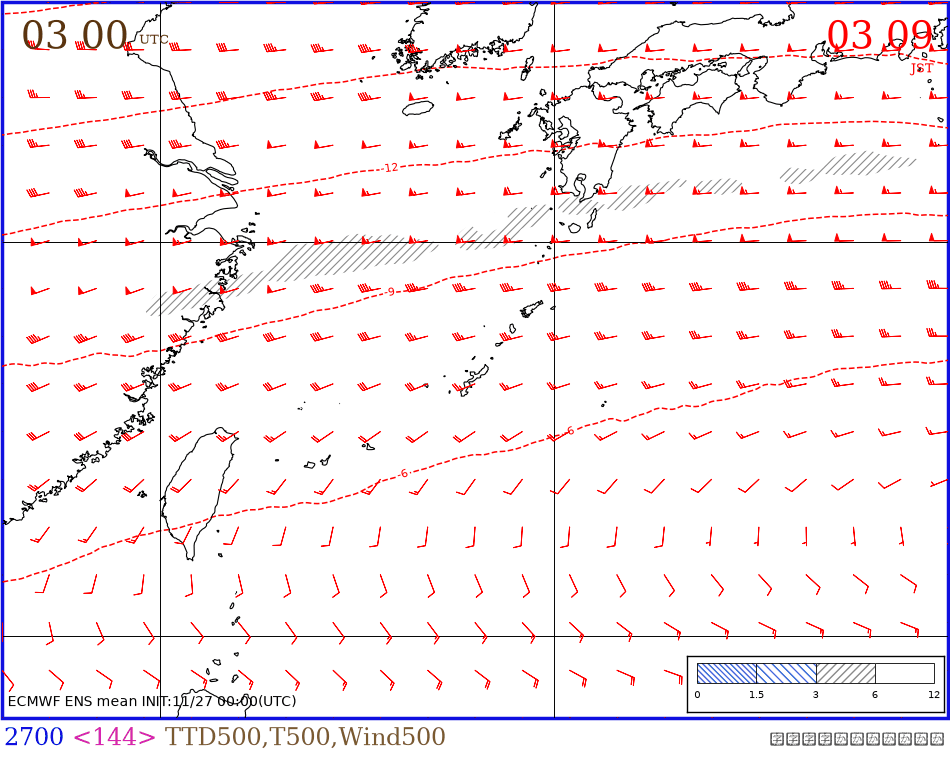 03 00 UTC
03 09
JST
-12
-9
-6
-6
0 1.5 3 6 12
ECMWF ENS mean INIT:11/27 00:00(UTC)
2700 <144> TTD500,T500,Wind500